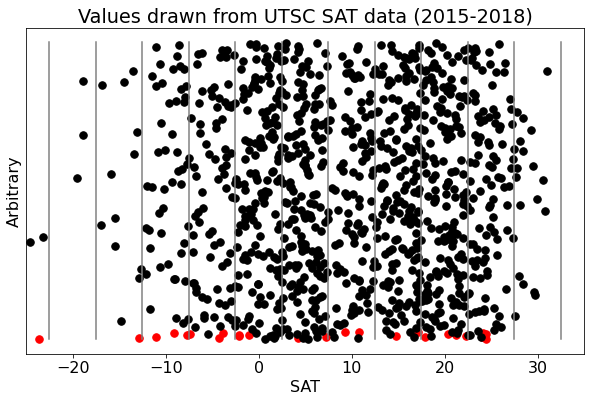 Values drawn from UTSC SAT data (2015-2018)
Arbitrary
−20 −10 0 10 20 30
SAT